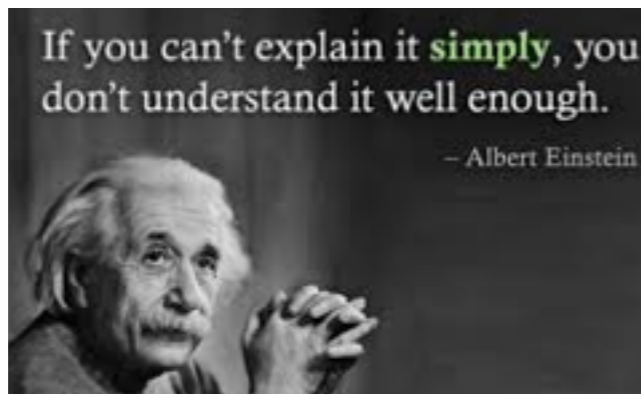 If you can't explain it simply, you
don't understand it well enough.
– Albert Einstein